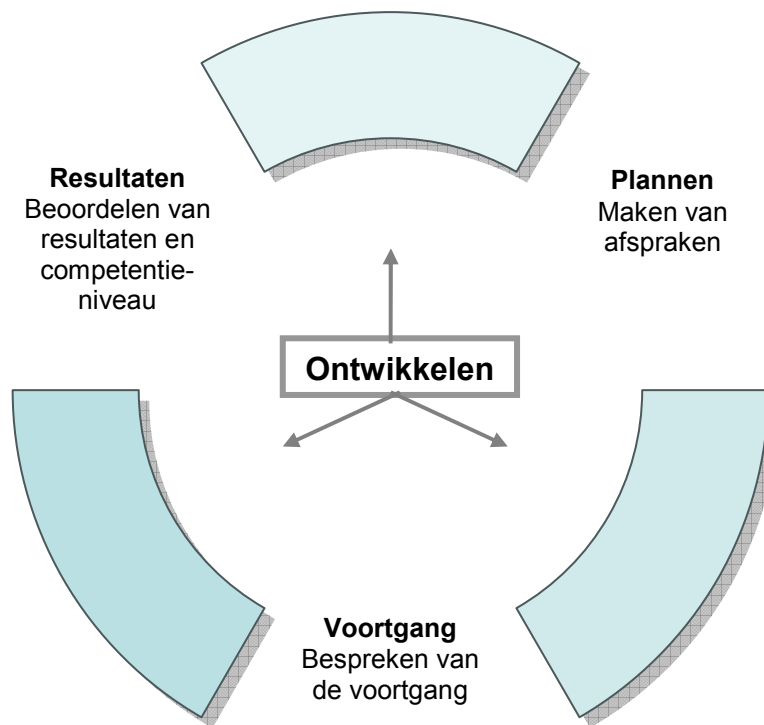 Resultaten
Beoordelen van
resultaten en
competentie-
niveau
Plannen
Maken van
afspraken
Ontwikkelen
Voortgang
Bespreken van
de voortgang